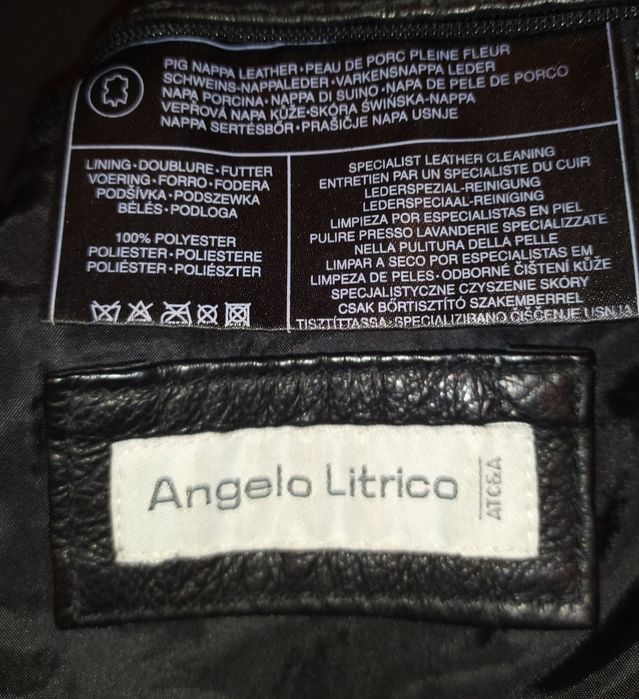 PIG NAPPA LEATHER·PEAU DE PORC PLEINE FLEUR
SCHWEINS-NAPPALEDER·VARKENSNAPPA LEDER
NAPA PORCINA·NAPPA DI SUINO·NAPA DE PELE DE PORCO
VEPŘOVÁ NAPA KŮŽE·SKÓRA ŚWIŃSKA-NAPPA
NAPPA SERTÉSBŐR·PRAŠIČJE NAPA USNJE
LINING·DOUBLURE·FUTTER
VOERING·FORRO·FODERA
PODŠÍVKA·PODSZEWKA
BÉLÉS·PODLOGA
100% POLYESTER
POLIESTER·POLIESTERE
POLIÉSTER·POLIÉSZTER
SPECIALIST LEATHER CLEANING
ENTRETIEN PAR UN SPECIALISTE DU CUIR
LEDERSPEZIAL-REINIGUNG
LEDERSPECIAAL-REINIGING
LIMPIEZA POR ESPECIALISTAS EN PIEL
PULIRE PRESSO LAVANDERIE SPECIALIZZATE
NELLA PULITURA DELLA PELLE
LIMPAR A SECO POR ESPECIALISTAS EM
LIMPEZA DE PELES·ODBORNÉ ČIŠTĚNÍ KŮŽE
SPECJALISTYCZNE CZYSZENIE SKÓRY
CSAK BŐRTISZTÍTÓ SZAKEMBERREL
TISZTÍTTASSA·SPECIALIZIRANO ČIŠČENJE USNJA
Angelo Litrico
ATC&A